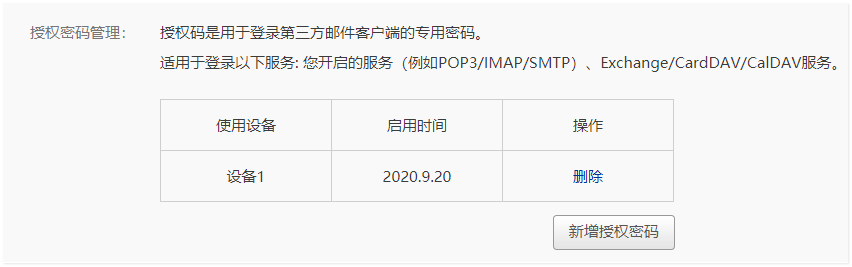 授权密码管理：
授权码是用于登录第三方邮件客户端的专用密码。
适用于登录以下服务: 您开启的服务（例如POP3/IMAP/SMTP）、Exchange/CardDAV/CalDAV服务。
使用设备 启用时间 操作
设备1 2020.9.20 删除
新增授权密码